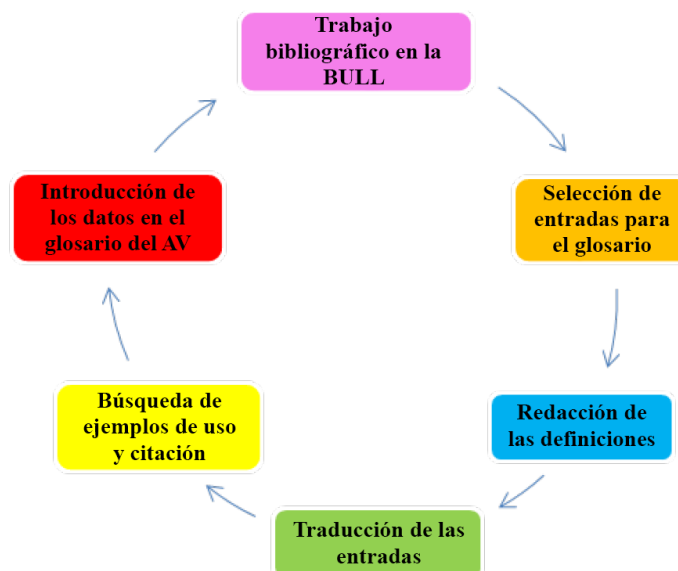 Trabajo
bibliográfico en la
BULL
Selección de
entradas para
el glosario
Redacción de
las definiciones
Traducción de las
entradas
Búsqueda de
ejemplos de uso
y citación
Introducción de
los datos en el
glosario del AV